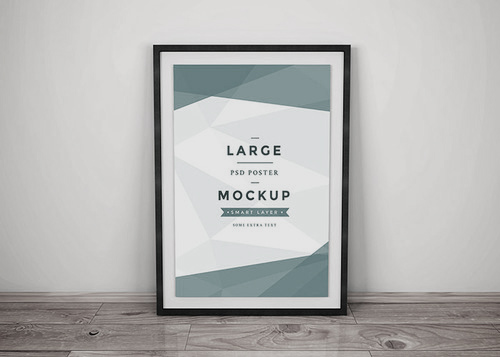 LARGE
PSD POSTER
MOCKUP
SMART LAYER
SOME EXTRA TEXT